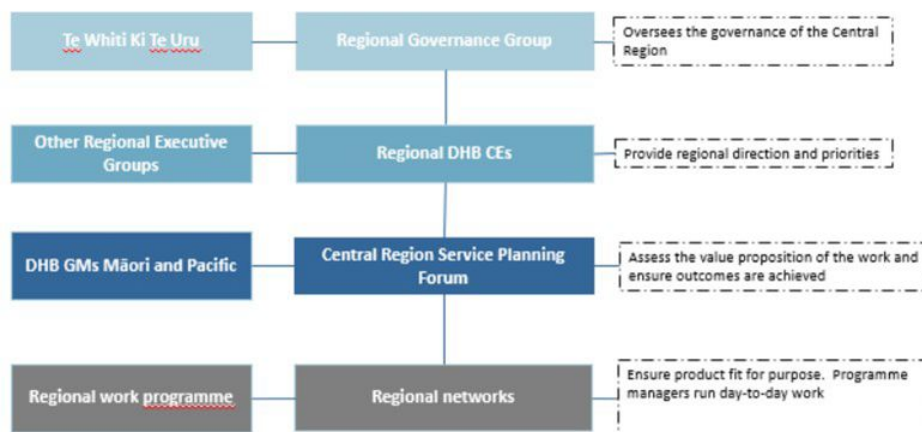 Te Whiti Ki Te Uru
Regional Governance Group
Oversees the governance of the Central
Region
Other Regional Executive
Groups
Regional DHB CEs
Provide regional direction and priorities
DHB GMs Māori and Pacific
Central Region Service Planning
Forum
Assess the value proposition of the work and
ensure outcomes are achieved
Regional work programme
Regional networks
Ensure product fit for purpose. Programme
managers run day-to-day work